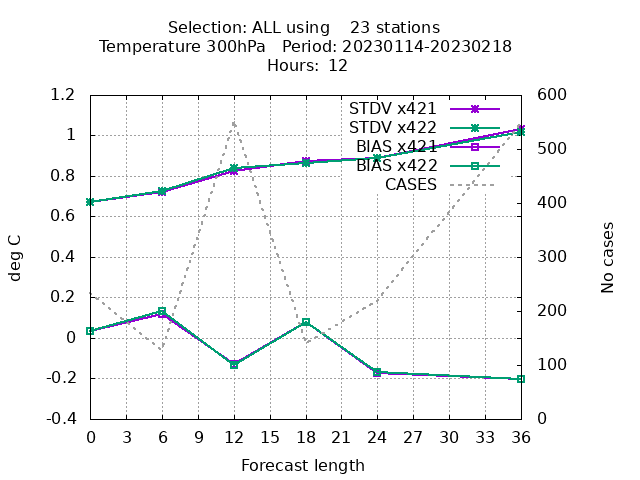 Selection: ALL using    23 stations
Temperature 300hPa   Period: 20230114-20230218
Hours: 12
1.2
1
0.8
0.6
0.4
0.2
0
-0.2
-0.4
deg C
STDV x421
STDV x422
BIAS x421
BIAS x422
CASES
600
500
400
300
200
100
0
No cases
0 3 6 9 12 15 18 21 24 27 30 33 36
Forecast length